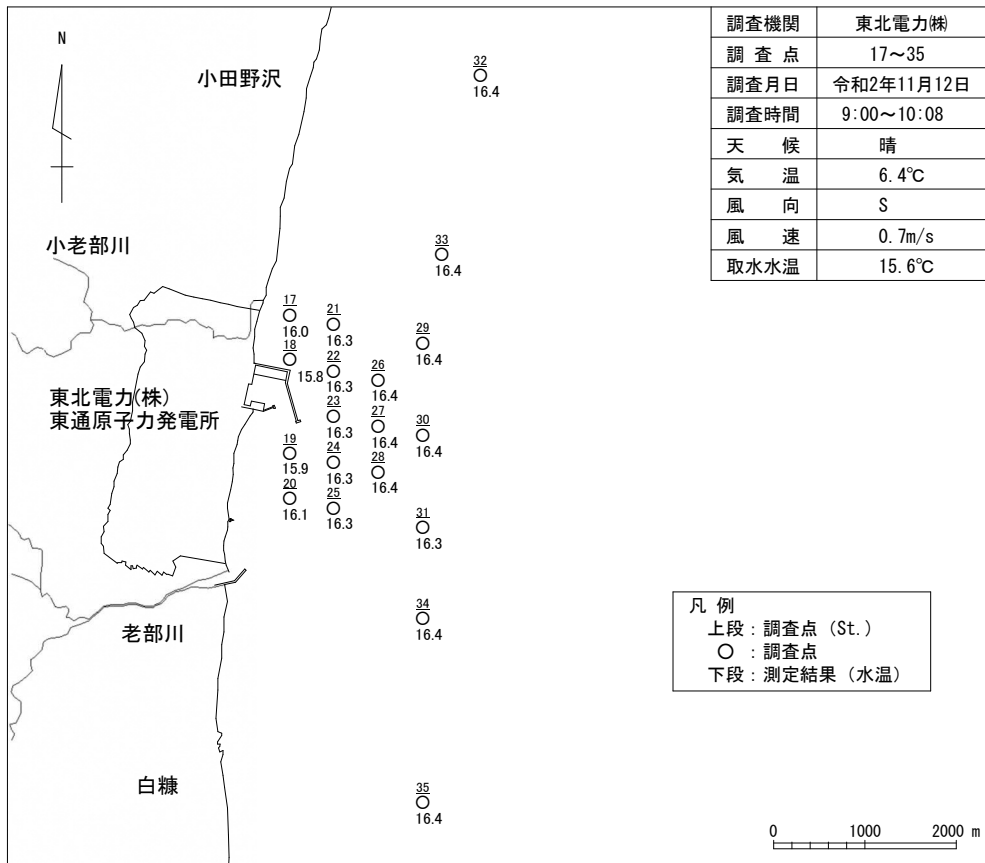 調査機関 東北電力㈱
調査点 17～35
調査月日 令和2年11月12日
調査時間 9:00～10:08
天候 晴
気温 6.4℃
風向 S
風速 0.7m/s
取水水温 15.6℃
N
小田野沢
32
16.4
小老部川
33
16.4
17
16.0
21
16.3
29
16.4
18
15.8
22
16.3
26
16.4
東北電力(株)
東通原子力発電所
23
16.3
27
16.4
30
16.4
19
15.9
24
16.3
28
16.4
20
16.1
25
16.3
31
16.3
34
16.4
老部川
凡 例
上段：調査点（St.）
○：調査点
下段：測定結果（水温）
白糠
35
16.4
0 1000 2000 m